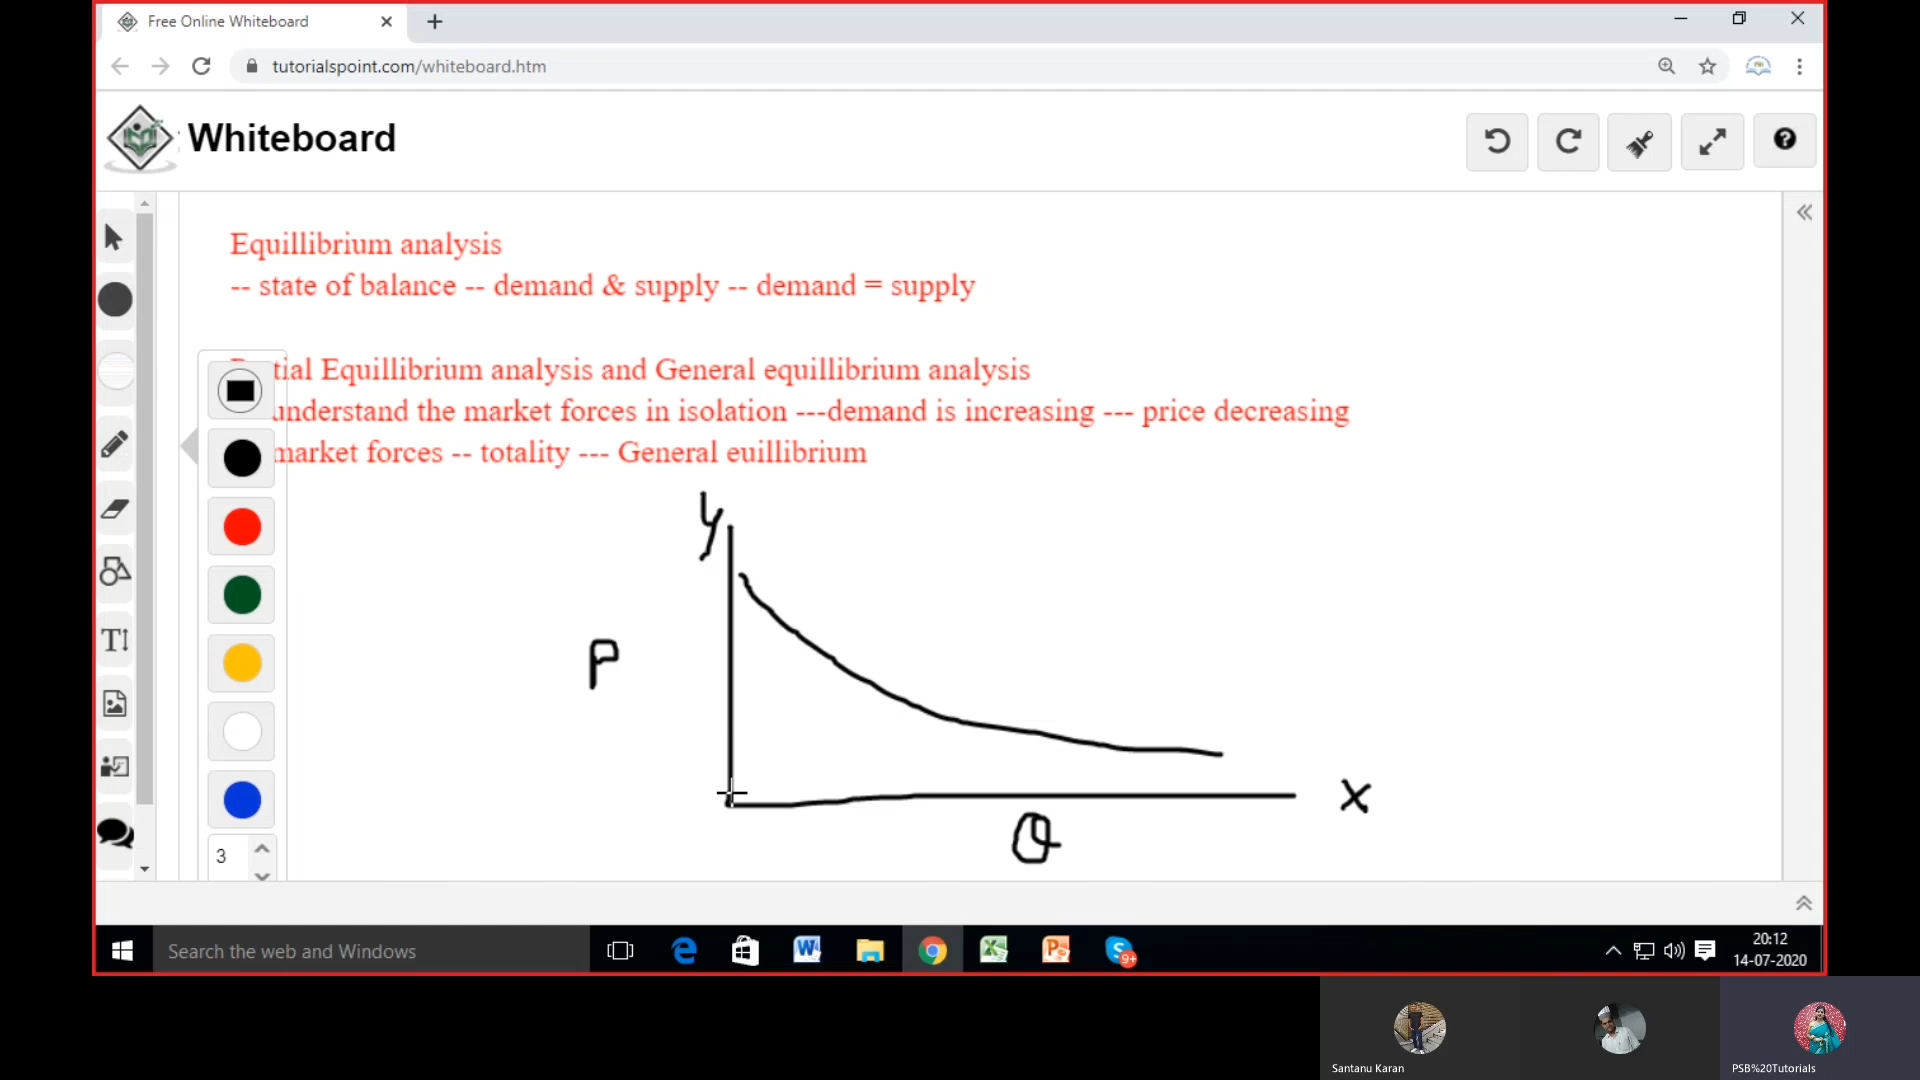 Free Online Whiteboard
tutorialspoint.com/whiteboard.htm
Whiteboard
Equillibrium analysis
-- state of balance -- demand & supply -- demand = supply
tial Equillibrium analysis and General equillibrium analysis
understand the market forces in isolation ---demand is increasing --- price decreasing
market forces -- totality --- General euillibrium
y
P
x
Q
3
Search the web and Windows
9+
20:12
14-07-2020
Santanu Karan
PSB%20Tutorials